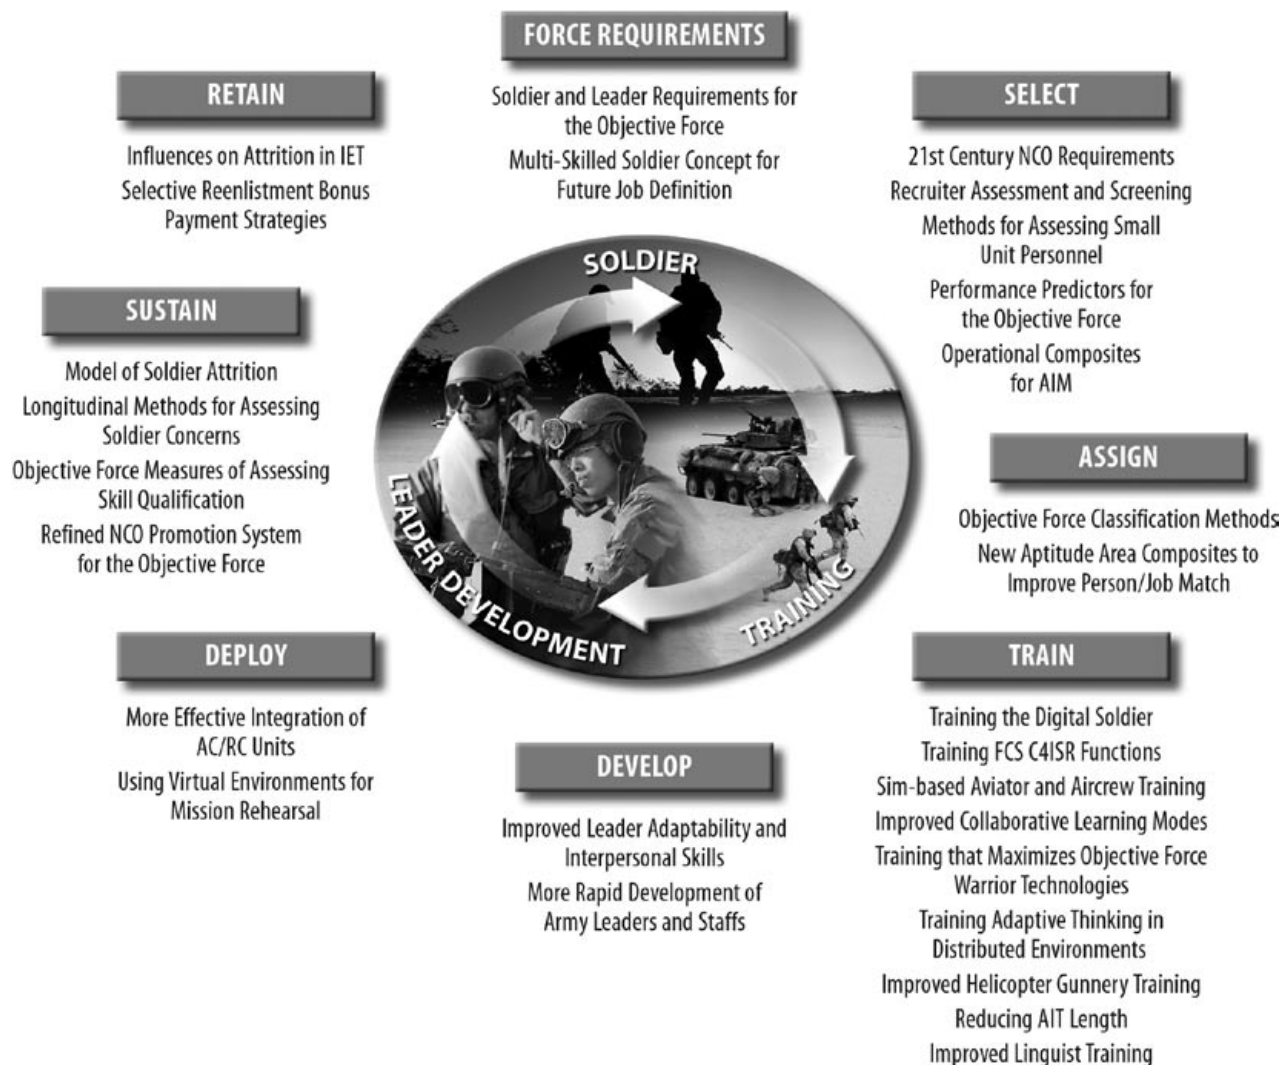 FORCE REQUIREMENTS
Soldier and Leader Requirements for
the Objective Force
Multi-Skilled Soldier Concept for
Future Job Definition
RETAIN
Influences on Attrition in IET
Selective Reenlistment Bonus
Payment Strategies
SELECT
21st Century NCO Requirements
Recruiter Assessment and Screening
Methods for Assessing Small
Unit Personnel
Performance Predictors for
the Objective Force
Operational Composites
for AIM
SOLDIER
TRAINING
LEADER DEVELOPMENT
SUSTAIN
Model of Soldier Attrition
Longitudinal Methods for Assessing
Soldier Concerns
Objective Force Measures of Assessing
Skill Qualification
Refined NCO Promotion System
for the Objective Force
ASSIGN
Objective Force Classification Methods
New Aptitude Area Composites to
Improve Person/Job Match
DEPLOY
More Effective Integration of
AC/RC Units
Using Virtual Environments for
Mission Rehearsal
DEVELOP
Improved Leader Adaptability and
Interpersonal Skills
More Rapid Development of
Army Leaders and Staffs
TRAIN
Training the Digital Soldier
Training FCS C4ISR Functions
Sim-based Aviator and Aircrew Training
Improved Collaborative Learning Modes
Training that Maximizes Objective Force
Warrior Technologies
Training Adaptive Thinking in
Distributed Environments
Improved Helicopter Gunnery Training
Reducing AIT Length
Improved Linguist Training